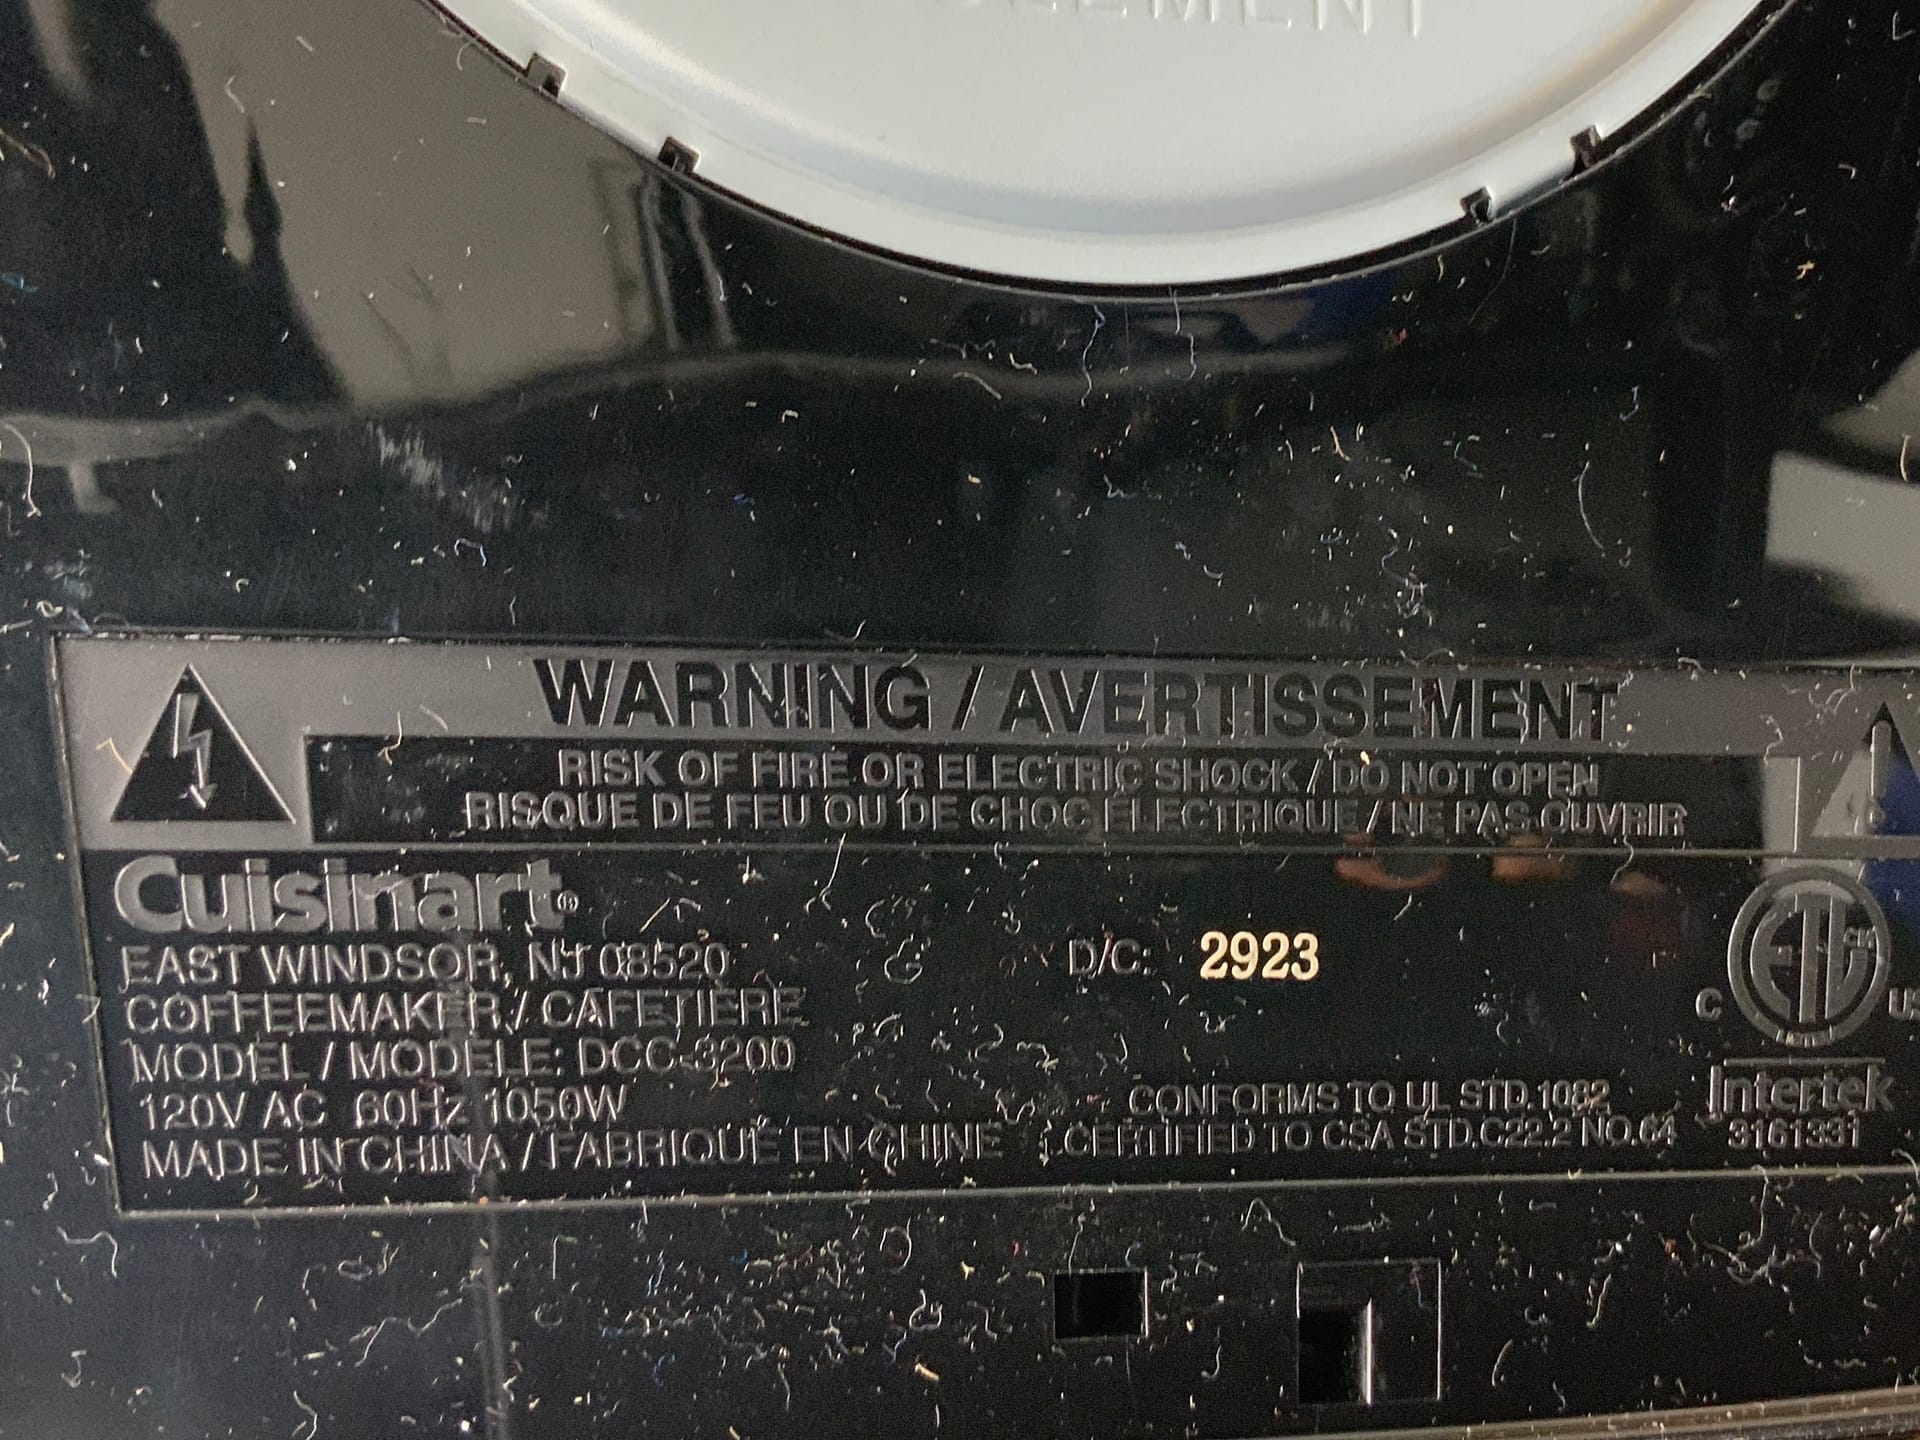 WARNING / AVERTISSEMENT
RISK OF FIRE OR ELECTRIC SHOCK / DO NOT OPEN
RISQUE DE FEU OU DE CHOC ELECTRIQUE / NE PAS OUVRIR
Cuisinart®
EAST WINDSOR, NJ 08520
D/C: 2923
COFFEEMAKER / CAFETIERE
MODEL / MODELE: DCC-3200
120V AC 60Hz 1050W
MADE IN CHINA / FABRIQUE EN CHINE
CONFORMS TO UL STD.1082
CERTIFIED TO CSA STD.C22.2 NO.64
C ETL US
Intertek
3161331